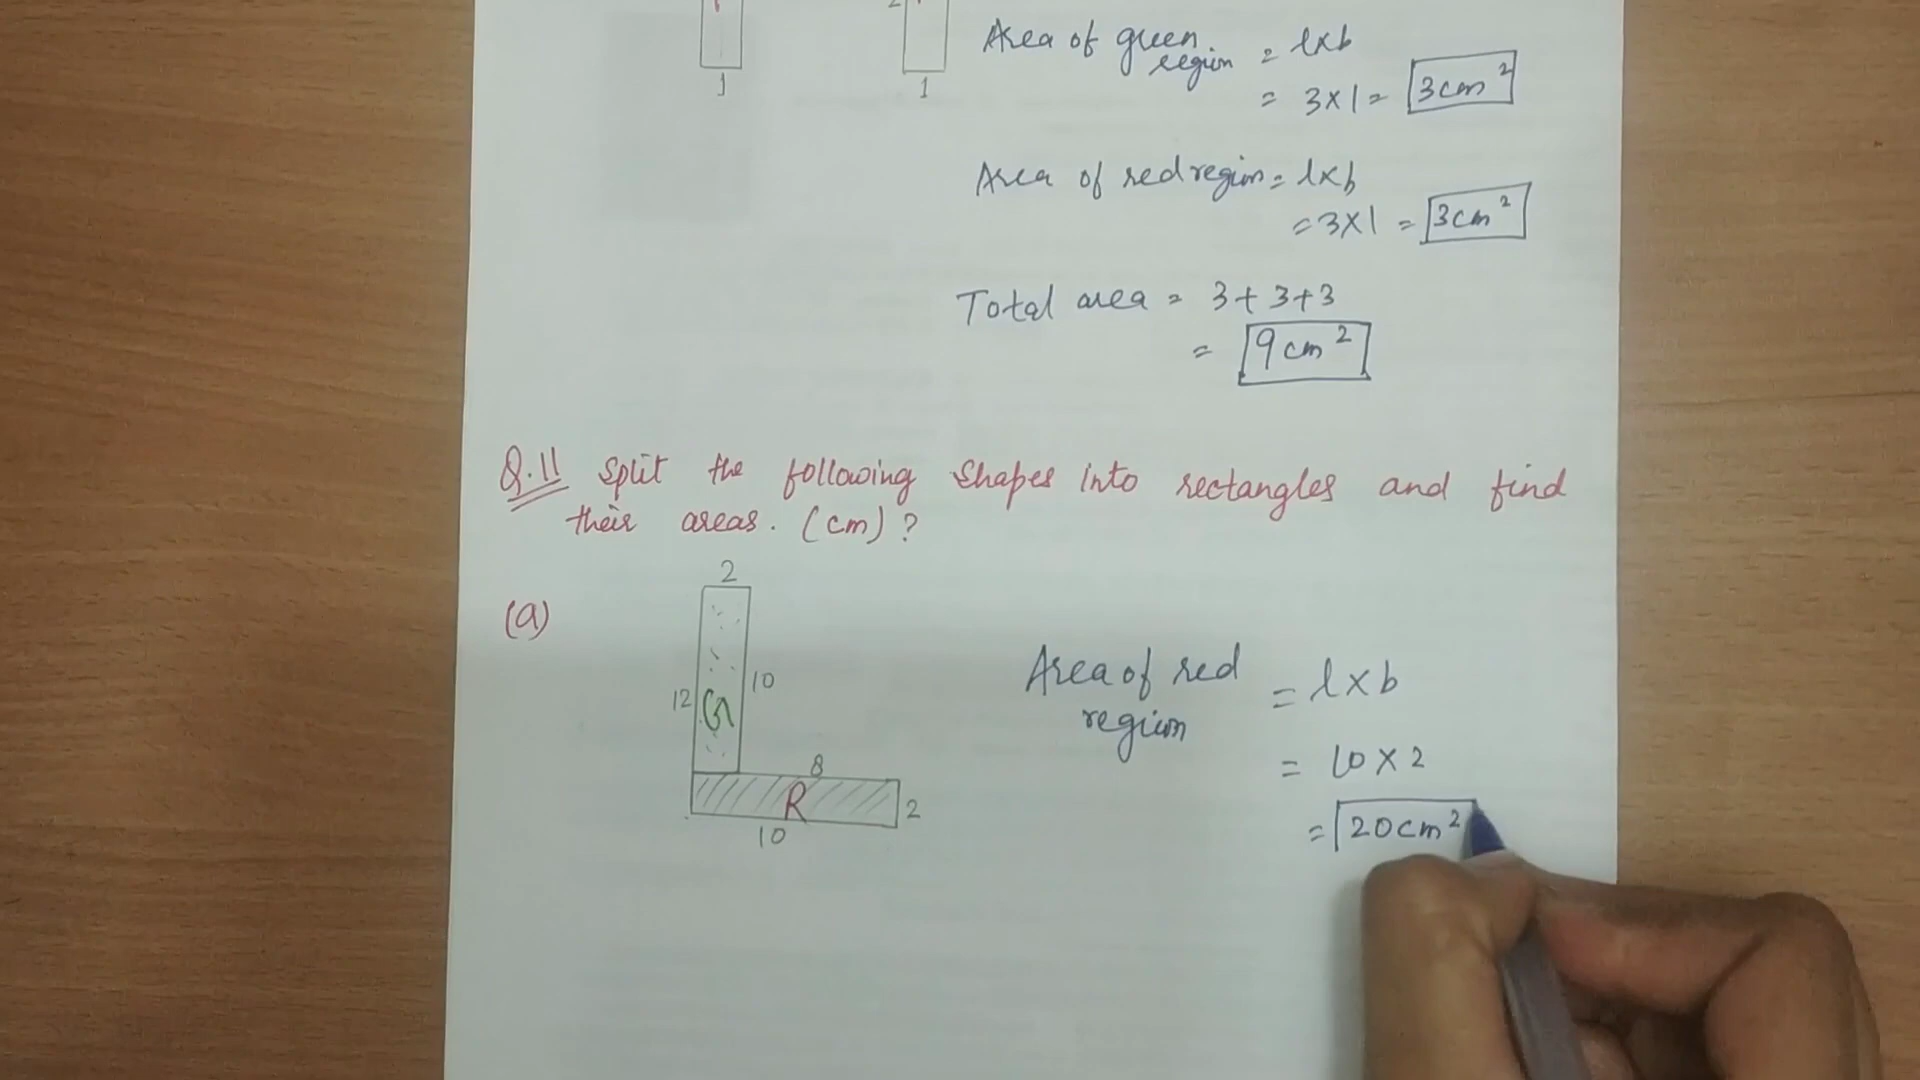 1
1
Area of green region = l×b
= 3×1 = 3cm²
Area of red region = l×b
= 3×1 = 3cm²
Total area = 3+3+3
= 9cm²
Q.11 Split the following shapes into rectangles and find
their areas. (cm) ?
(a)
2
12
10
G
8
R
2
10
Area of red region = l×b
= 10×2
= 20cm²